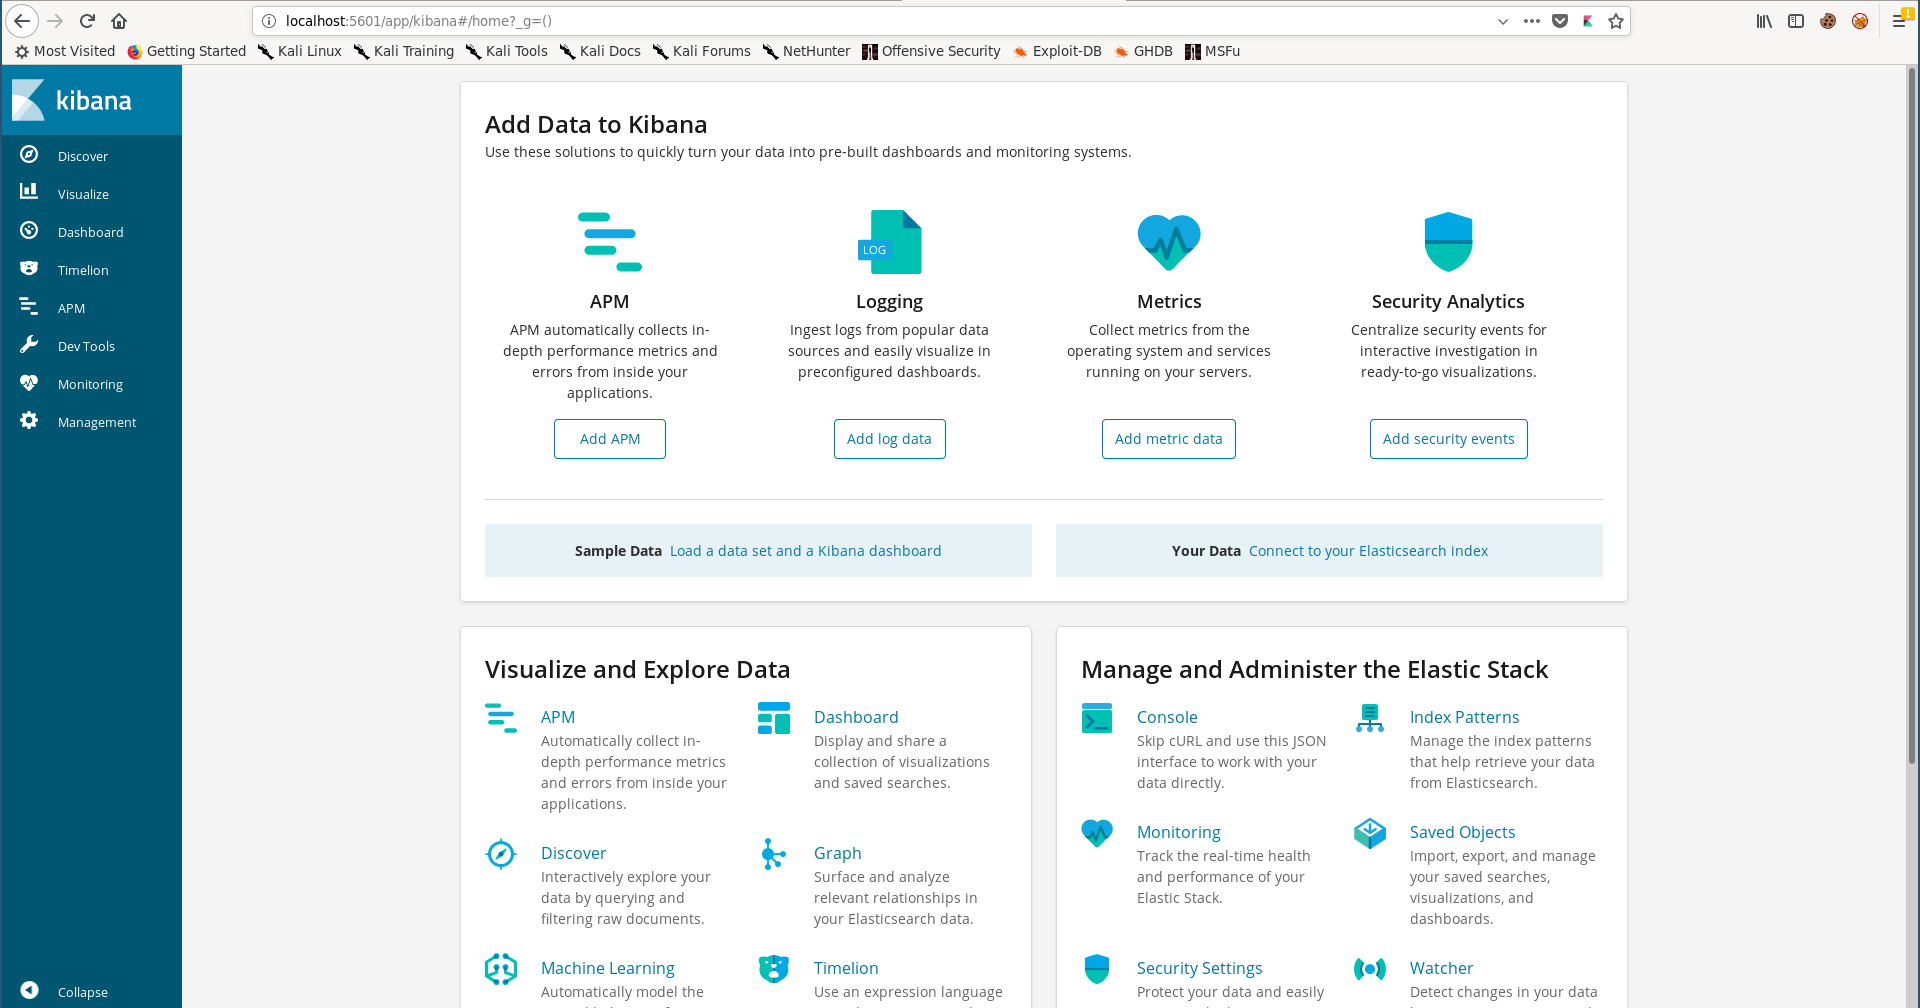 localhost:5601/app/kibana#/home?_g=()
Most Visited Getting Started Kali Linux Kali Training Kali Tools Kali Docs Kali Forums NetHunter Offensive Security Exploit-DB GHDB MSFu
kibana
Discover
Visualize
Dashboard
Timelion
APM
Dev Tools
Monitoring
Management
Collapse
Add Data to Kibana
Use these solutions to quickly turn your data into pre-built dashboards and monitoring systems.
APM
APM automatically collects in-
depth performance metrics and
errors from inside your
applications.
Add APM
LOG
Logging
Ingest logs from popular data
sources and easily visualize in
preconfigured dashboards.
Add log data
Metrics
Collect metrics from the
operating system and services
running on your servers.
Add metric data
Security Analytics
Centralize security events for
interactive investigation in
ready-to-go visualizations.
Add security events
Sample Data Load a data set and a Kibana dashboard
Your Data Connect to your Elasticsearch index
Visualize and Explore Data
APM
Automatically collect in-
depth performance metrics
and errors from inside your
applications.
Dashboard
Display and share a
collection of visualizations
and saved searches.
Discover
Interactively explore your
data by querying and
filtering raw documents.
Graph
Surface and analyze
relevant relationships in
your Elasticsearch data.
Machine Learning
Automatically model the
Timelion
Use an expression language
Manage and Administer the Elastic Stack
Console
Skip cURL and use this JSON
interface to work with your
data directly.
Index Patterns
Manage the index patterns
that help retrieve your data
from Elasticsearch.
Monitoring
Track the real-time health
and performance of your
Elastic Stack.
Saved Objects
Import, export, and manage
your saved searches,
visualizations, and
dashboards.
Security Settings
Protect your data and easily
Watcher
Detect changes in your data